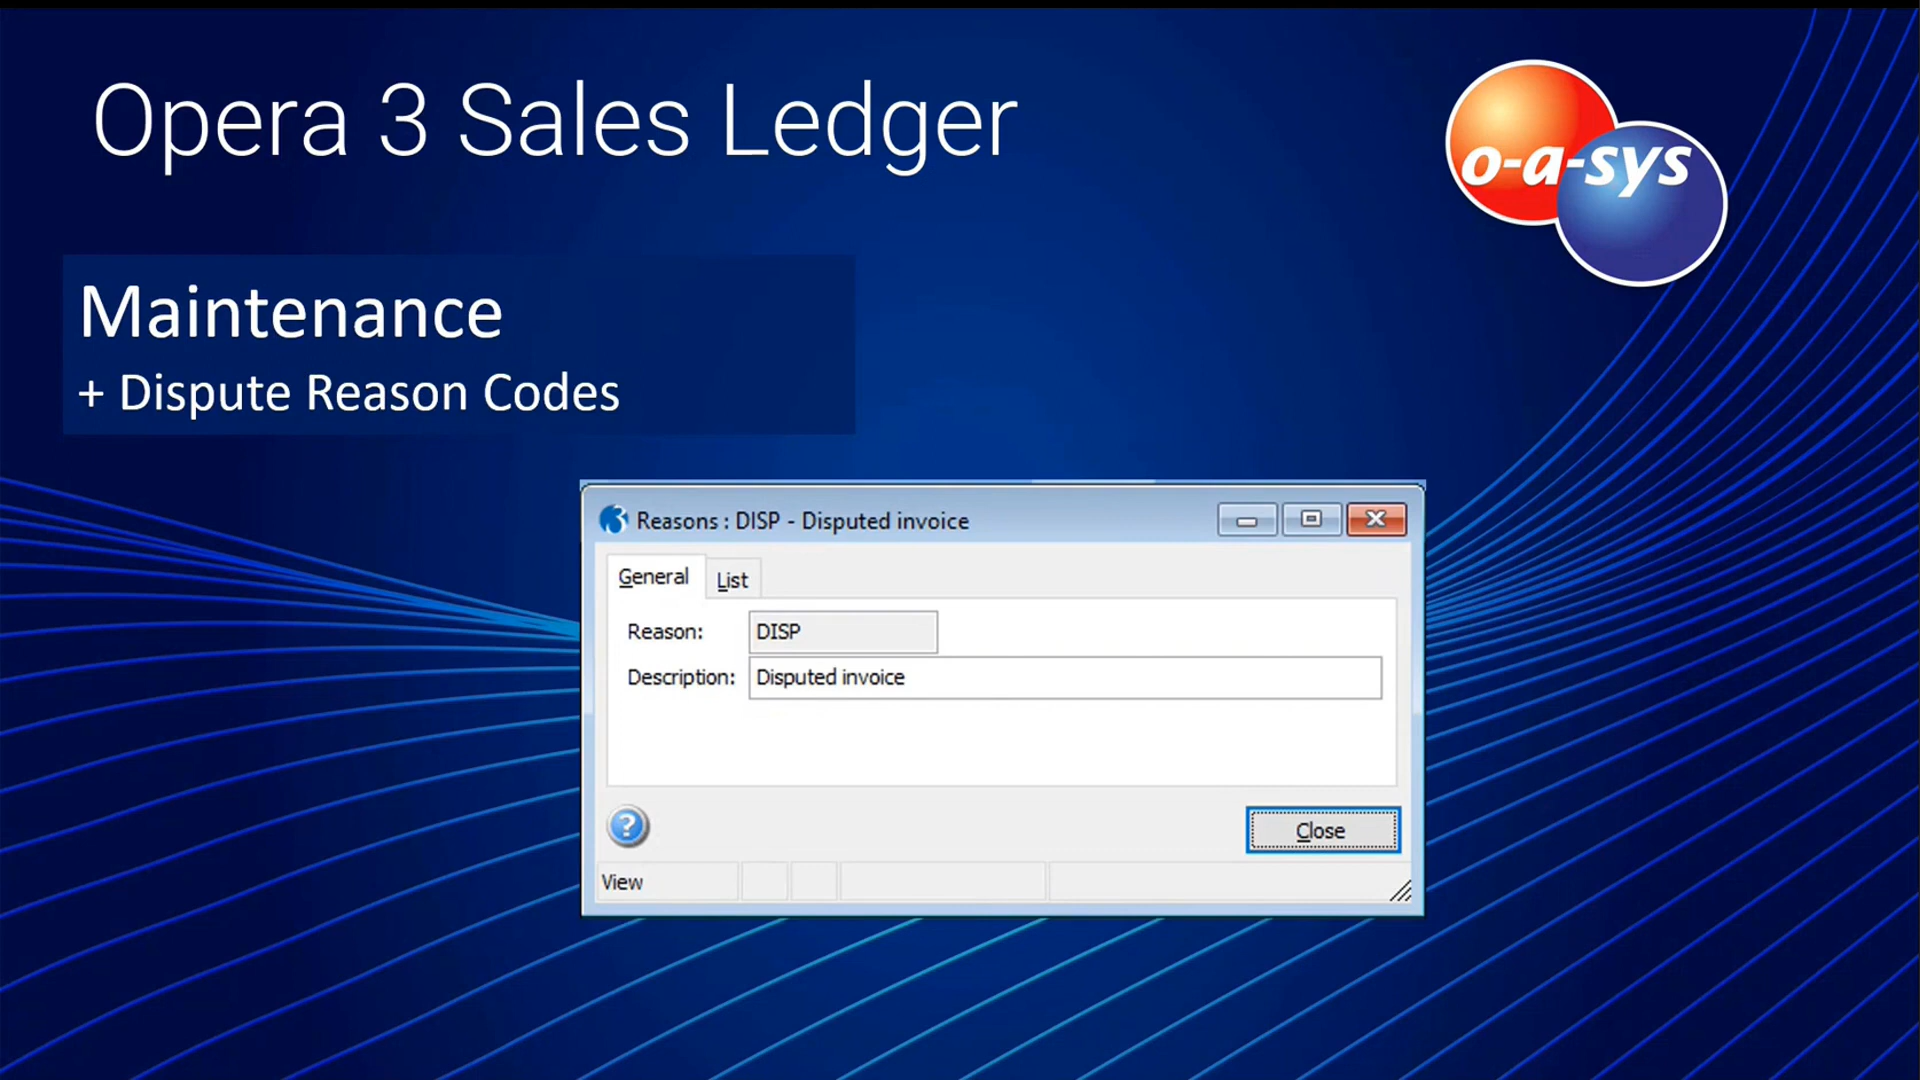 Opera 3 Sales Ledger
o-a-sys
Maintenance
+ Dispute Reason Codes
Reasons : DISP - Disputed invoice
General
List
Reason: DISP
Description: Disputed invoice
?
Close
View